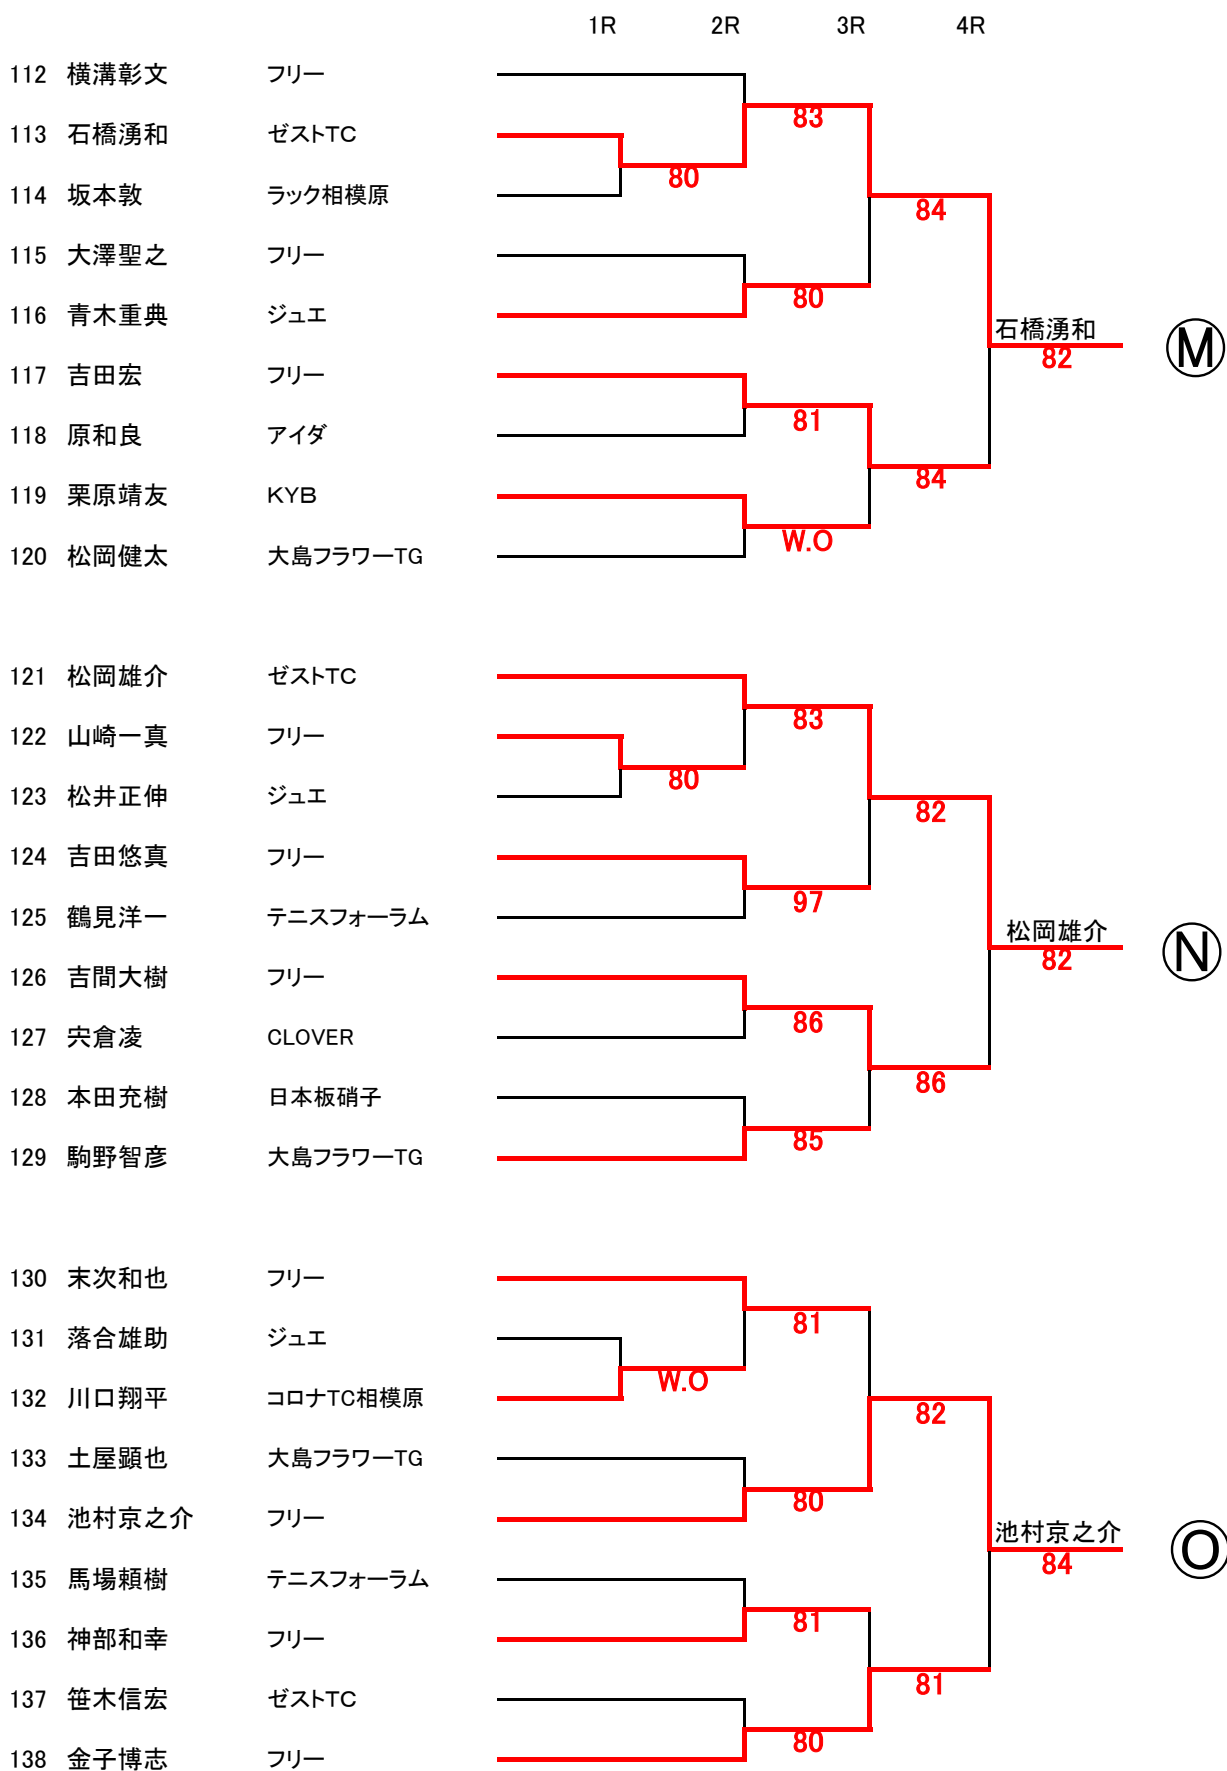 1R 2R 3R 4R
112 横溝彰文 フリー
83
113 石橋湧和 ゼストTC
80
114 坂本敦 ラック相模原
84
115 大澤聖之 フリー
80
116 青木重典 ジュエ
石橋湧和
82
Ⓜ
117 吉田宏 フリー
81
118 原和良 アイダ
84
119 栗原靖友 KYB
W.O
120 松岡健太 大島フラワーTG
121 松岡雄介 ゼストTC
83
122 山崎一真 フリー
80
123 松井正伸 ジュエ
82
124 吉田悠真 フリー
97
125 鶴見洋一 テニスフォーラム
松岡雄介
82
Ⓝ
126 吉間大樹 フリー
86
127 宍倉凌 CLOVER
86
128 本田充樹 日本板硝子
85
129 駒野智彦 大島フラワーTG
130 末次和也 フリー
81
131 落合雄助 ジュエ
W.O
132 川口翔平 コロナTC相模原
82
133 土屋顕也 大島フラワーTG
80
134 池村京之介 フリー
池村京之介
84
Ⓞ
135 馬場頼樹 テニスフォーラム
81
136 神部和幸 フリー
81
137 笹木信宏 ゼストTC
80
138 金子博志 フリー